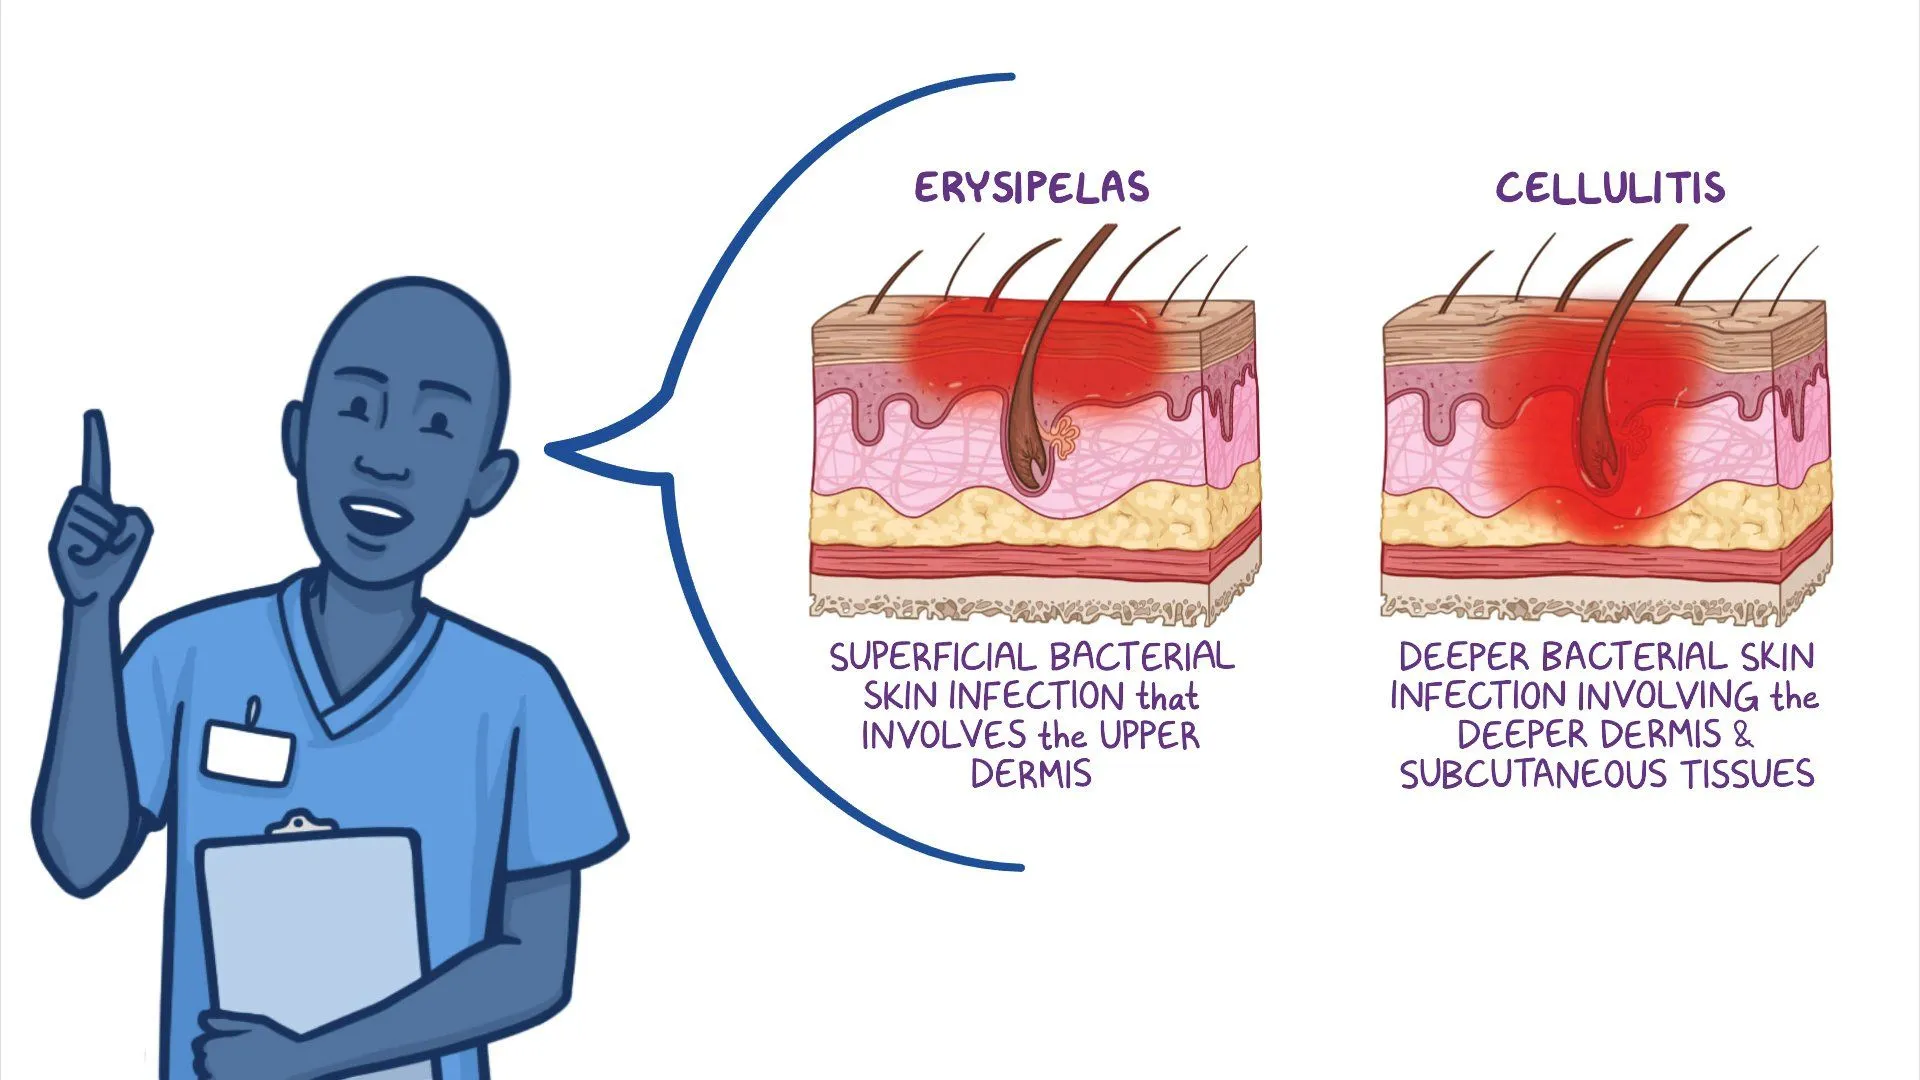 ERYSIPELAS
SUPERFICIAL BACTERIAL
SKIN INFECTION that
INVOLVES the UPPER
DERMIS
CELLULITIS
DEEPER BACTERIAL SKIN
INFECTION INVOLVING the
DEEPER DERMIS &
SUBCUTANEOUS TISSUES